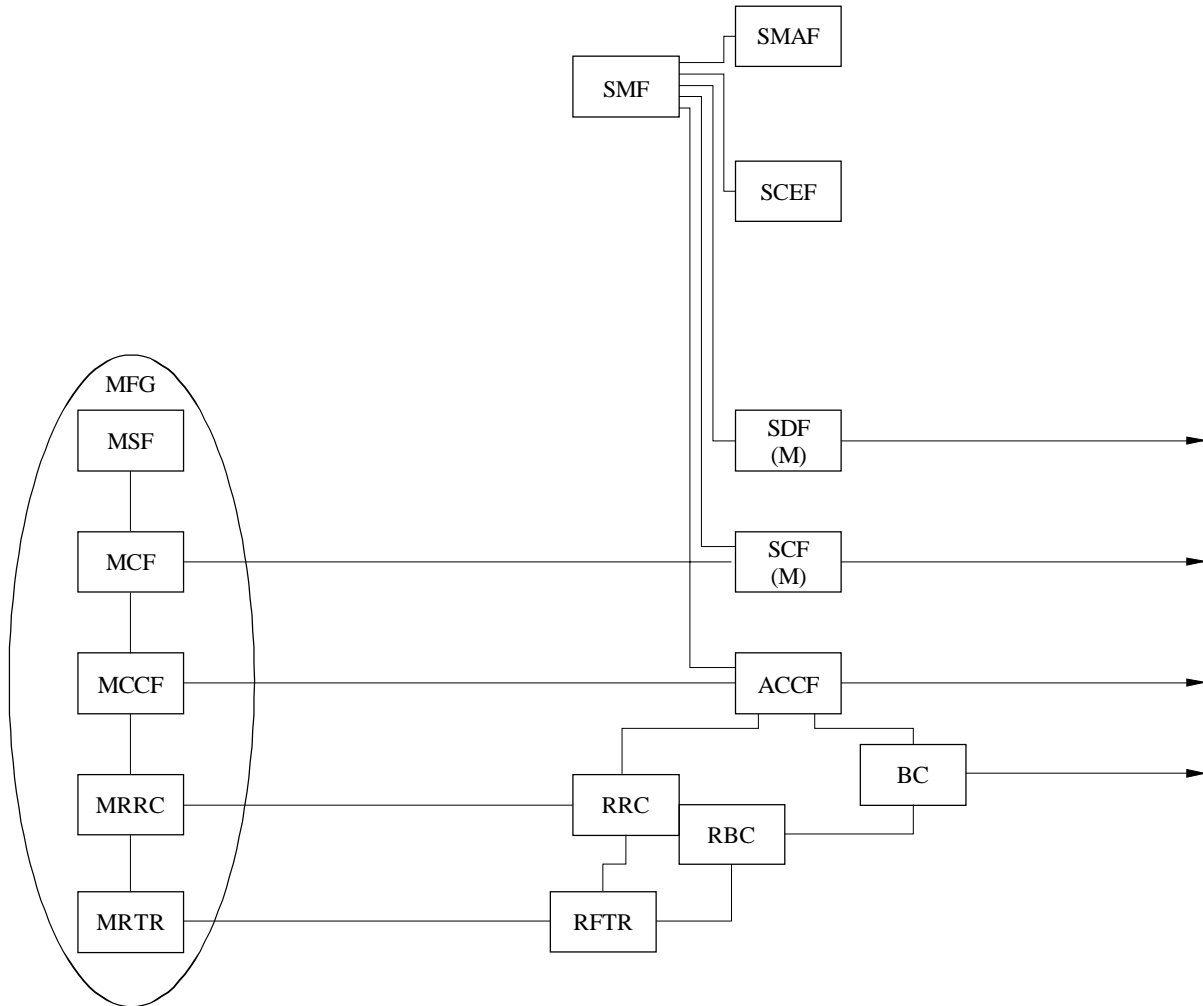 SMAF
SMF
SCEF
MFG
MSF
SDF
(M)
MCF
SCF
(M)
MCCF
ACCF
BC
MRRC
RRC
RBC
MRTR
RFTR